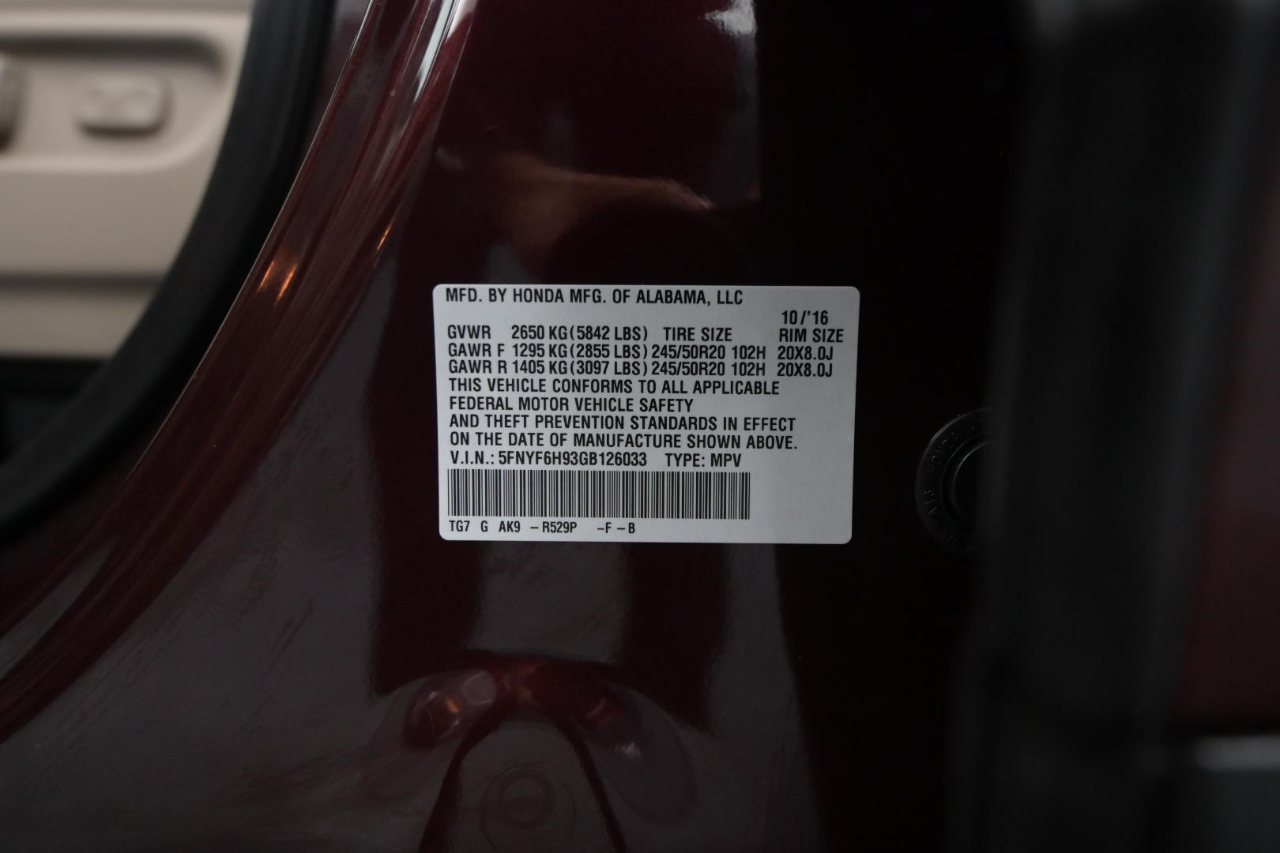 MFD. BY HONDA MFG. OF ALABAMA, LLC
10/'16
GVWR 2650 KG(5842 LBS) TIRE SIZE RIM SIZE
GAWR F 1295 KG(2855 LBS) 245/50R20 102H 20X8.0J
GAWR R 1405 KG(3097 LBS) 245/50R20 102H 20X8.0J
THIS VEHICLE CONFORMS TO ALL APPLICABLE
FEDERAL MOTOR VEHICLE SAFETY
AND THEFT PREVENTION STANDARDS IN EFFECT
ON THE DATE OF MANUFACTURE SHOWN ABOVE.
V.I.N.: 5FNYF6H93GB126033 TYPE: MPV
TG7 G AK9 -R529P -F-B